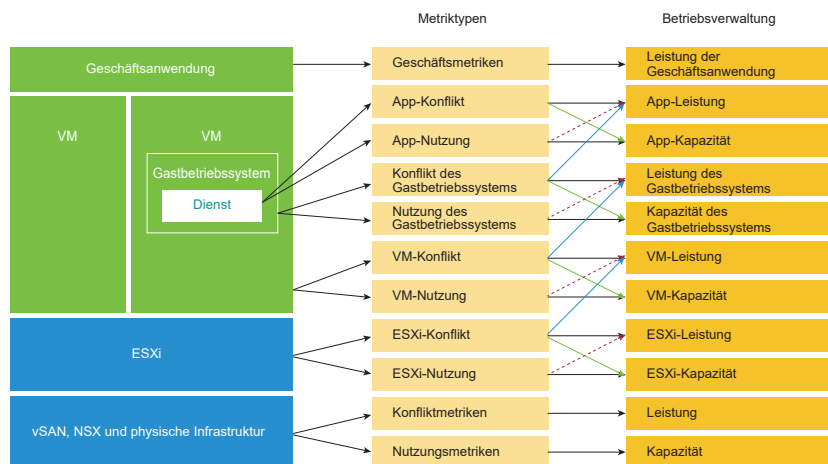 Metriktypen
Betriebsverwaltung
Geschäftsanwendung
VM
VM
Gastbetriebssystem
Dienst
ESXi
vSAN, NSX und physische Infrastruktur
Geschäftsmetriken
App-Konflikt
App-Nutzung
Konflikt des
Gastbetriebssystems
Nutzung des
Gastbetriebssystems
VM-Konflikt
VM-Nutzung
ESXi-Konflikt
ESXi-Nutzung
Konfliktmetriken
Nutzungsmetriken
Leistung der
Geschäftsanwendung
App-Leistung
App-Kapazität
Leistung des
Gastbetriebssystems
Kapazität des
Gastbetriebssystems
VM-Leistung
VM-Kapazität
ESXi-Leistung
ESXi-Kapazität
Leistung
Kapazität